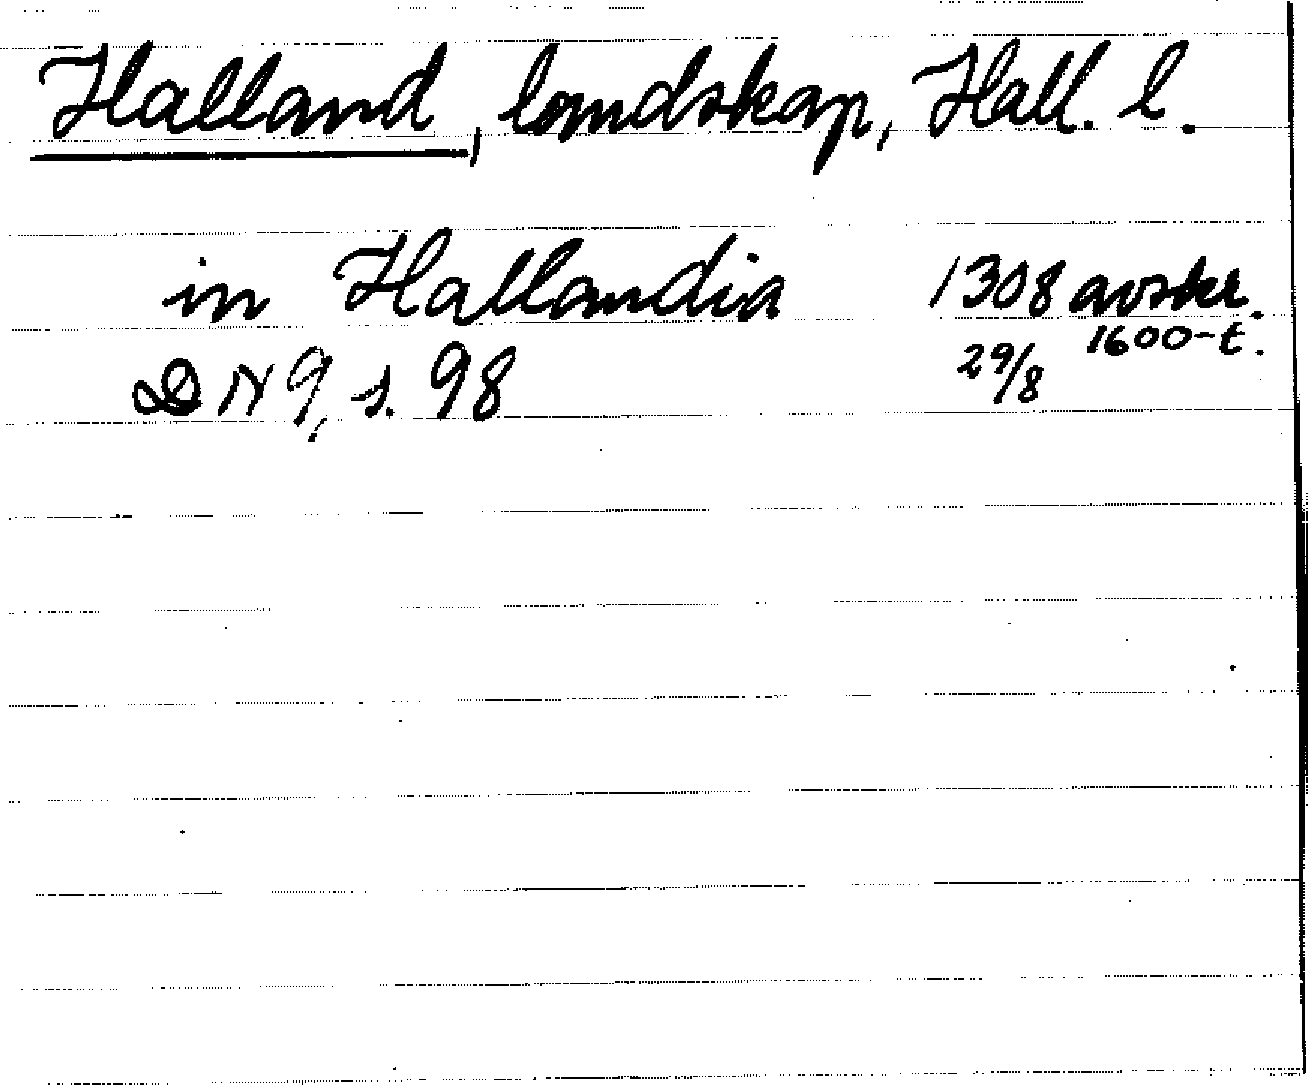 Halland, landskap, Hall. l.
in Hallandia 1308 avskr.
1600-t.
DN 9, s. 98 29/8